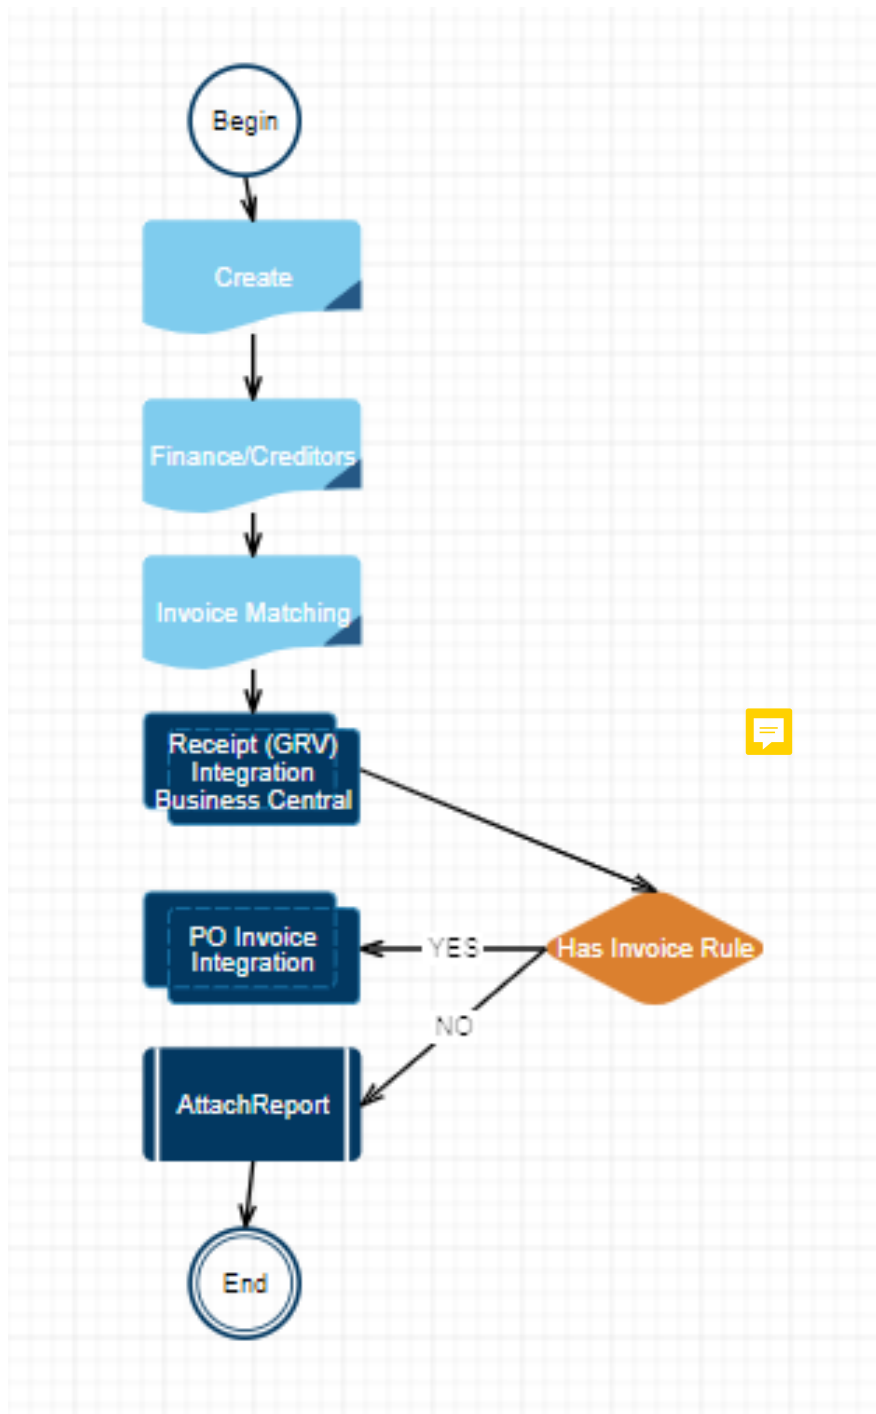 Begin
Create
Finance/Creditors
Invoice Matching
Receipt (GRV)
Integration
Business Central
PO Invoice
Integration
YES
Has Invoice Rule
NO
AttachReport
End